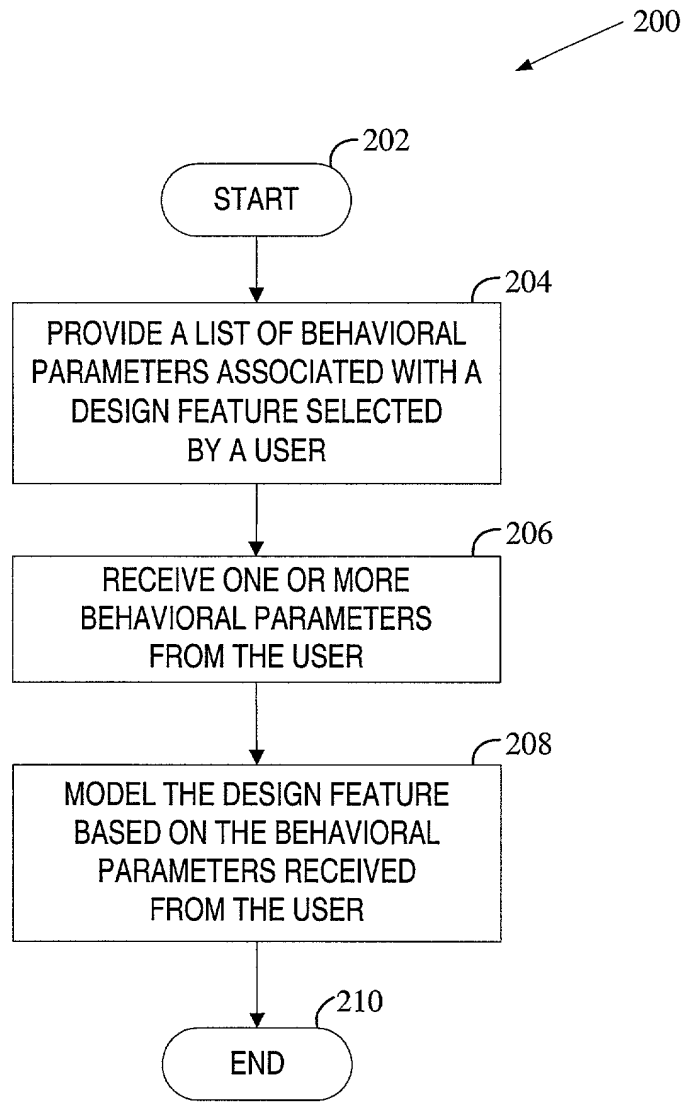 200
202
START
204
PROVIDE A LIST OF BEHAVIORAL
PARAMETERS ASSOCIATED WITH A
DESIGN FEATURE SELECTED
BY A USER
206
RECEIVE ONE OR MORE
BEHAVIORAL PARAMETERS
FROM THE USER
208
MODEL THE DESIGN FEATURE
BASED ON THE BEHAVIORAL
PARAMETERS RECEIVED
FROM THE USER
210
END